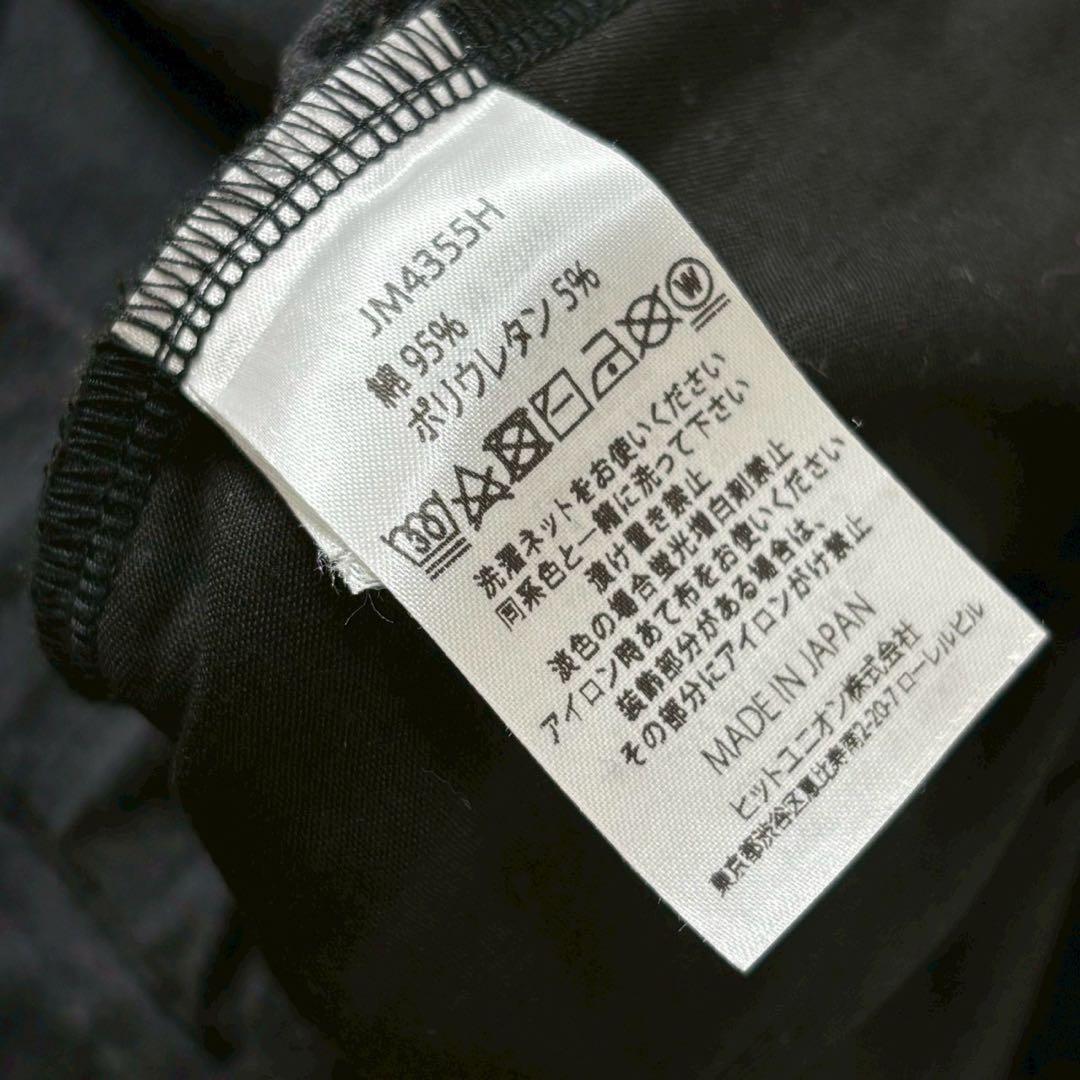 JM4355H
綿 95%
ポリウレタン 5%
30 W
洗濯ネットをお使いください
同系色と一緒に洗って下さい
漬け置き禁止
淡色の場合蛍光増白剤禁止
アイロン時あて布をお使いください
装飾部分がある場合は、
その部分にアイロンがけ禁止
MADE IN JAPAN
ヒットユニオン株式会社
東京都渋谷区恵比寿南2-20-7 ローレルビル